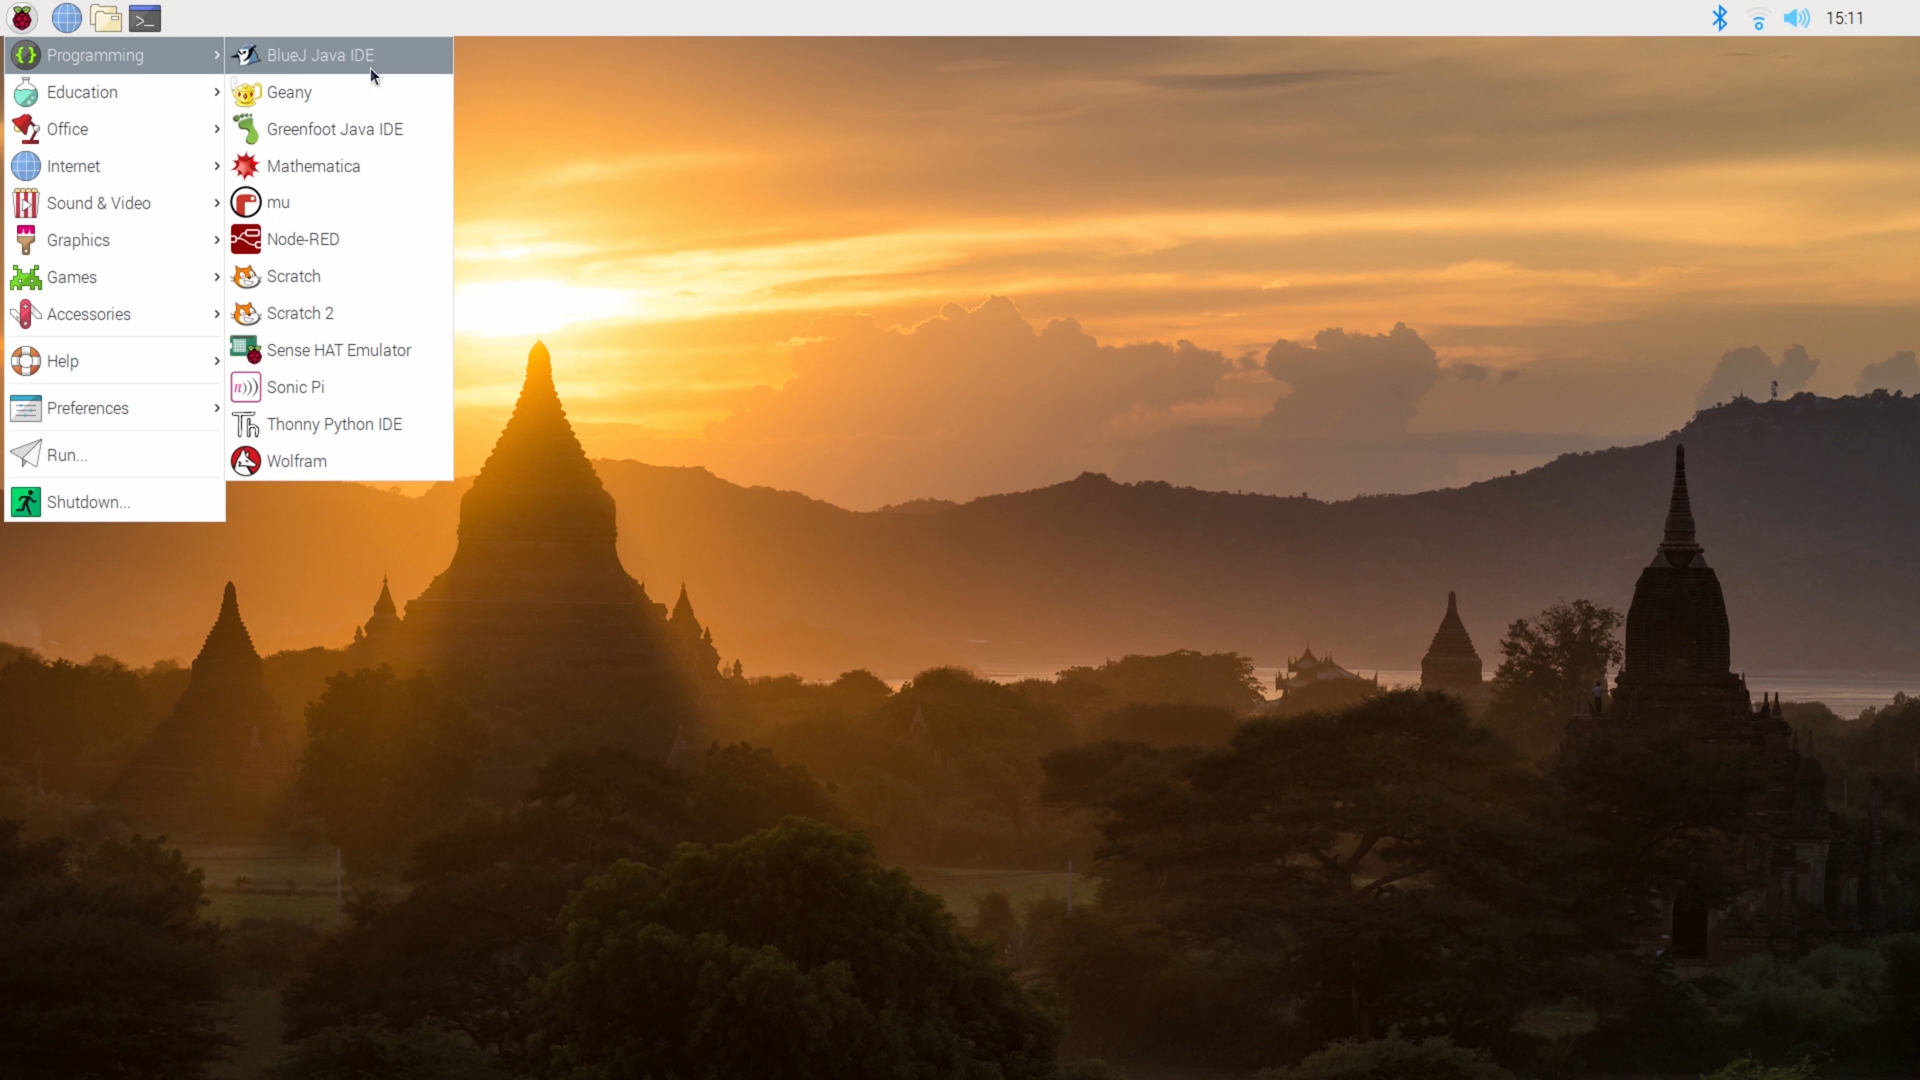 15:11
Programming
Education
Office
Internet
Sound & Video
Graphics
Games
Accessories
Help
Preferences
Run...
Shutdown...
BlueJ Java IDE
Geany
Greenfoot Java IDE
Mathematica
mu
Node-RED
Scratch
Scratch 2
Sense HAT Emulator
Sonic Pi
Thonny Python IDE
Wolfram